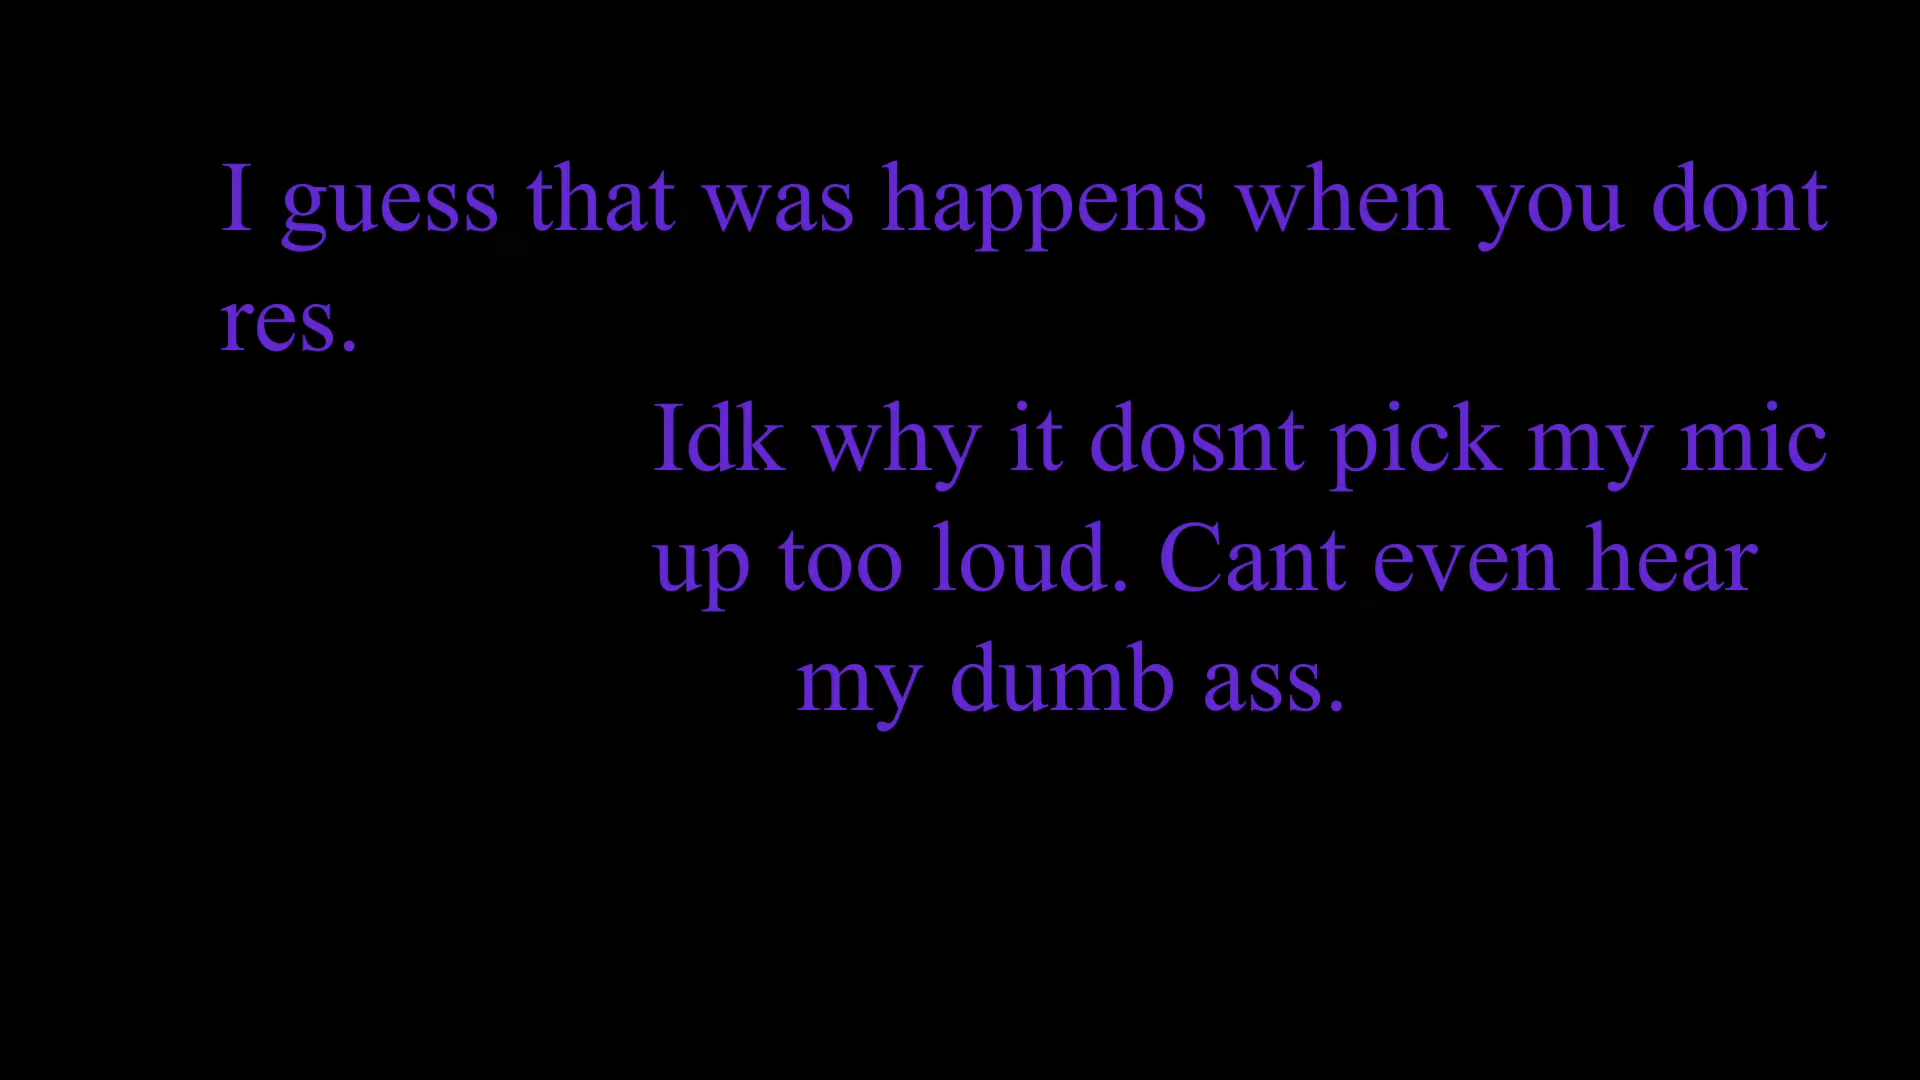 I guess that was happens when you dont
res.
Idk why it dosnt pick my mic
up too loud. Cant even hear
my dumb ass.